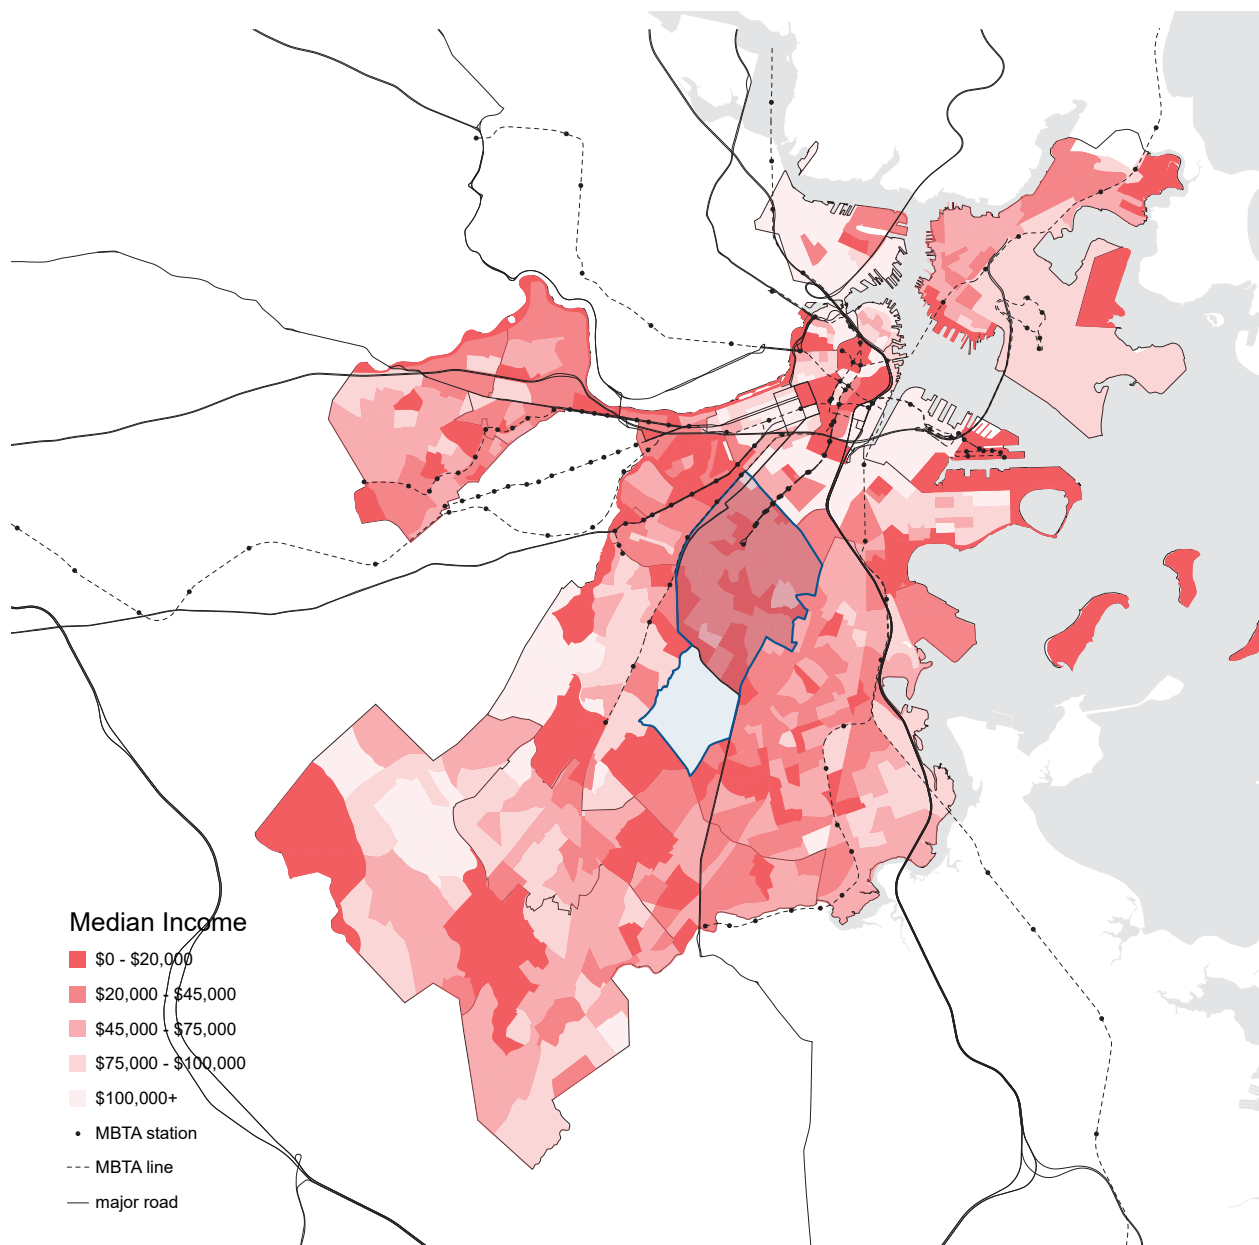 Median Income
$0 - $20,000
$20,000 - $45,000
$45,000 - $75,000
$75,000 - $100,000
$100,000+
MBTA station
MBTA line
major road